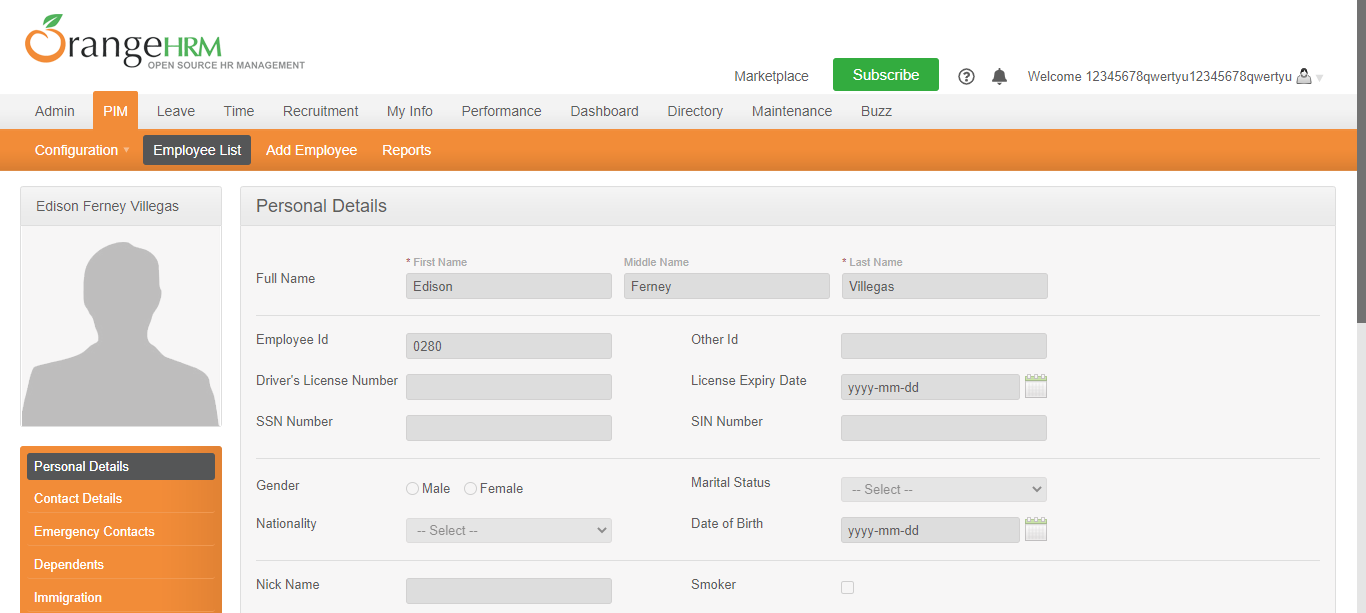 OrangeHRM
OPEN SOURCE HR MANAGEMENT
Marketplace Subscribe ? Welcome 12345678qwertyu12345678qwertyu
Admin PIM Leave Time Recruitment My Info Performance Dashboard Directory Maintenance Buzz
Configuration Employee List Add Employee Reports
Edison Ferney Villegas
Personal Details
Contact Details
Emergency Contacts
Dependents
Immigration
Personal Details
* First Name Middle Name * Last Name
Full Name Edison Ferney Villegas
Employee Id 0280 Other Id
Driver's License Number License Expiry Date yyyy-mm-dd
SSN Number SIN Number
Gender Male Female Marital Status -- Select --
Nationality -- Select -- Date of Birth yyyy-mm-dd
Nick Name Smoker